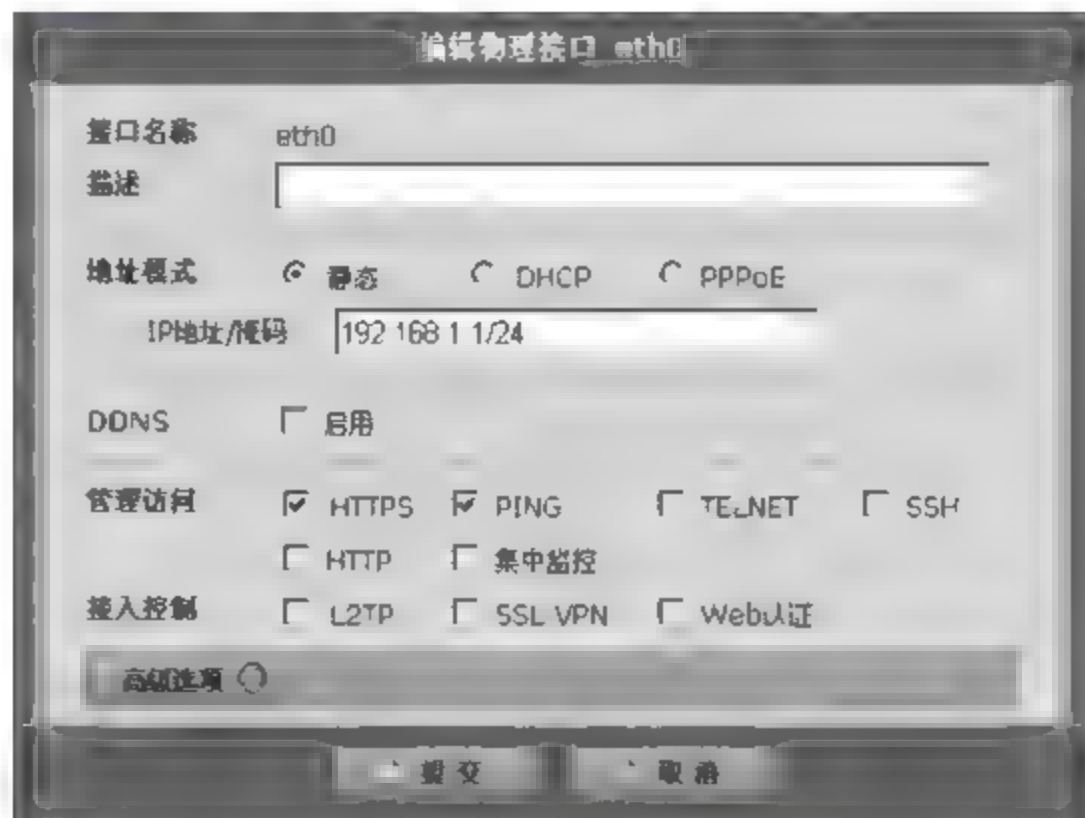 编辑物理接口 eth0
接口名称 eth0
描述
地址模式 静态 DHCP PPPoE
IP地址/掩码 192.168.1.1/24
DDNS 启用
管理访问 HTTPS PING TELNET SSH
HTTP 集中监控
接入控制 L2TP SSL VPN Web认证
高级选项
提交 取消